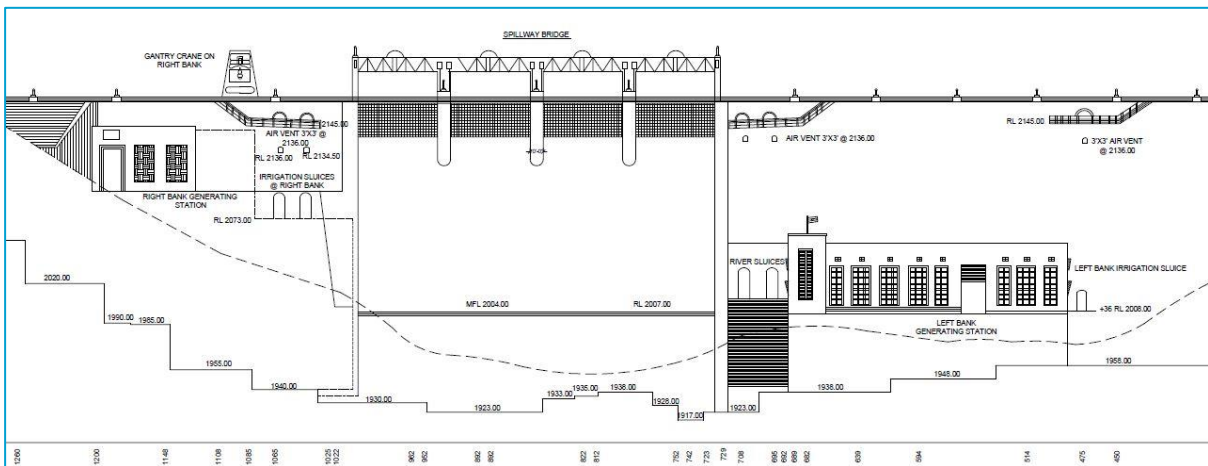 SPILLWAY BRIDGE
GANTRY CRANE ON
RIGHT BANK
RL 2145.00
AIR VENT 3'X3' @
2136.00
RL 2136.00
RL 2134.50
IRRIGATION SLUICES
@ RIGHT BANK
RIGHT BANK GENERATING
STATION
RL 2073.00
AIR VENT 3'X3' @ 2136.00
RL 2145.00
3'X3' AIR VENT
@ 2136.00
RIVER SLUICES
LEFT BANK IRRIGATION SLUICE
+36 RL 2008.00
LEFT BANK
GENERATING STATION
MFL 2004.00
RL 2007.00
2020.00
1990.00
1985.00
1955.00
1940.00
1930.00
1923.00
1933.00
1935.00
1936.00
1928.00
1917.00
1923.00
1938.00
1948.00
1958.00
1260
1200
1148
1108
1085
1065
1025
1022
962
952
892
892
822
812
752
742
723
729
708
695
692
689
682
639
594
514
475
450